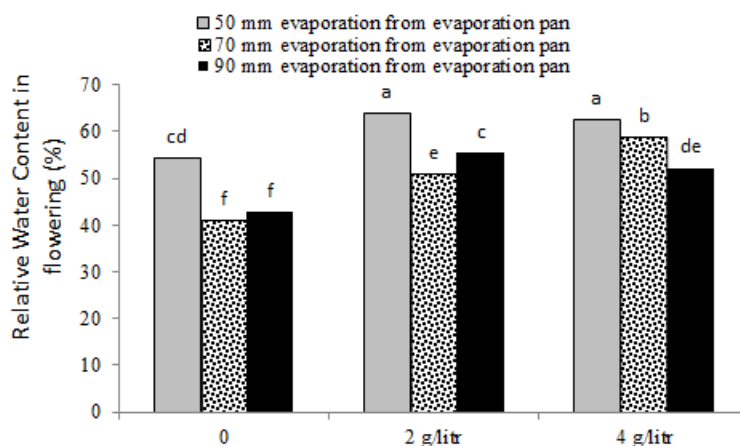 50 mm evaporation from evaporation pan
70 mm evaporation from evaporation pan
90 mm evaporation from evaporation pan
Relative Water Content in
flowering (%)
70
60
50
40
30
20
10
0
cd
f
f
a
e
c
a
b
de
0
2 g/litr
4 g/litr